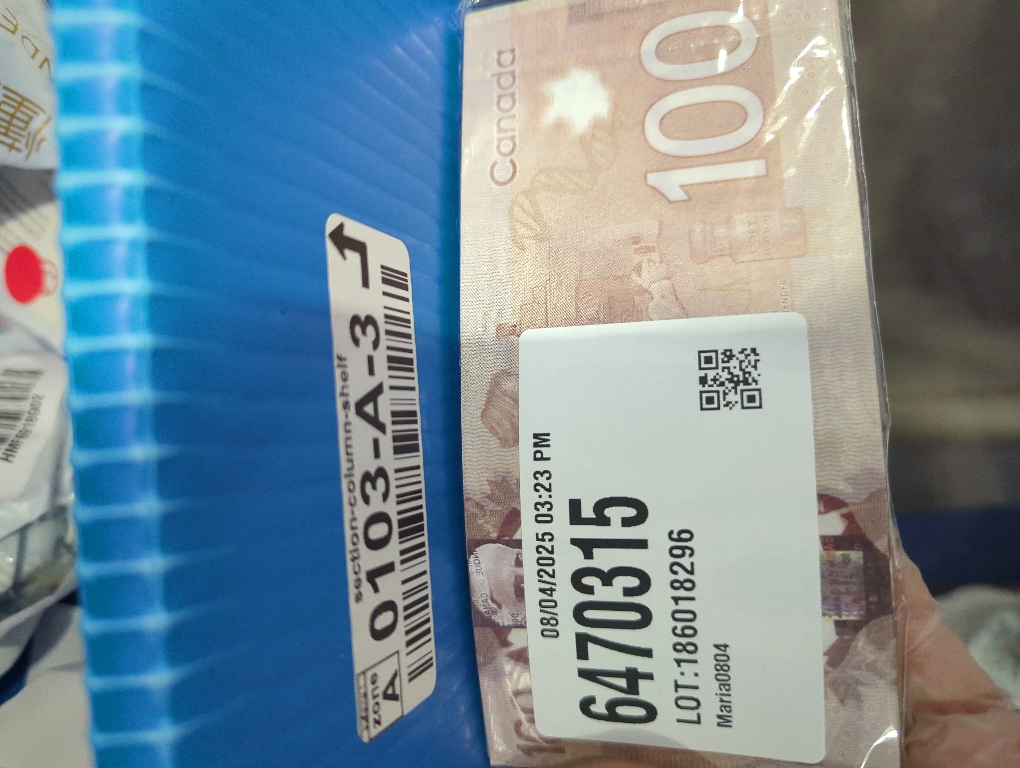 section-column-shelf
zone
A 0103-A-3
Canada
100
08/04/2025 03:23 PM
6470315
LOT:186018296
Maria0804